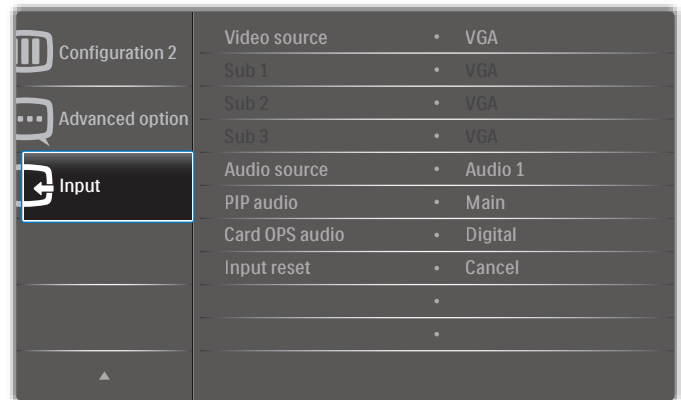 Configuration 2
Advanced option
Input
Video source • VGA
Sub 1 • VGA
Sub 2 • VGA
Sub 3 • VGA
Audio source • Audio 1
PIP audio • Main
Card OPS audio • Digital
Input reset • Cancel
•
•